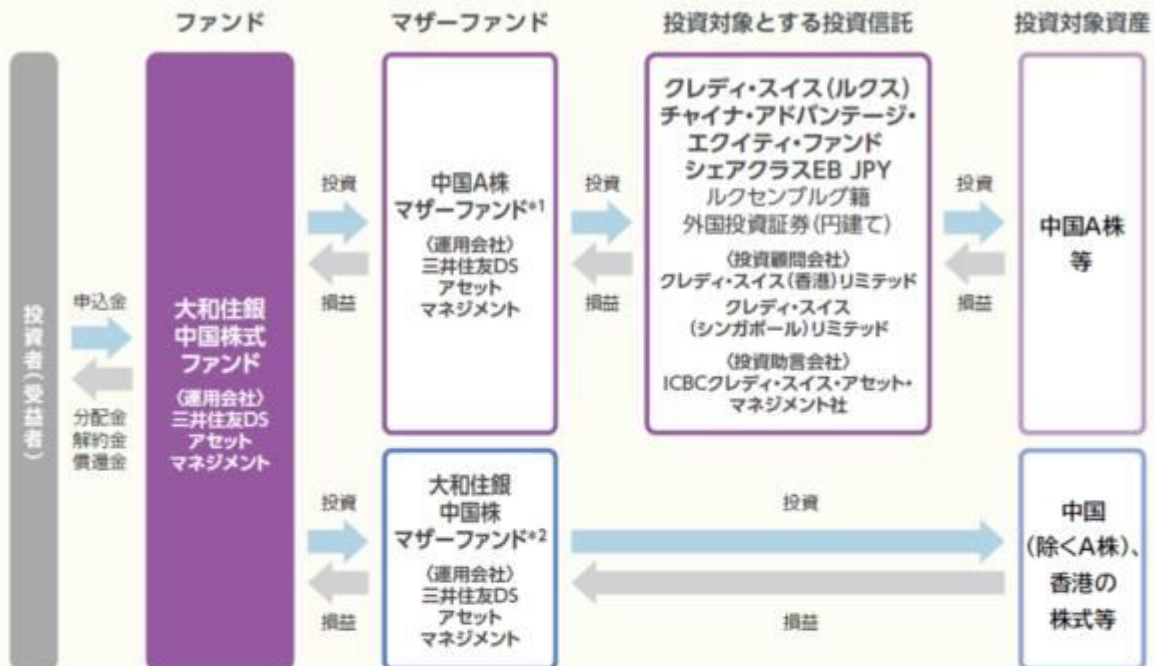 ファンド
マザーファンド
投資対象とする投資信託
投資対象資産
投資者(受益者)
申込金
分配金
解約金
償還金
大和住銀
中国株式
ファンド
〈運用会社〉
三井住友DS
アセット
マネジメント
投資
損益
中国A株
マザーファンド*1
〈運用会社〉
三井住友DS
アセット
マネジメント
投資
損益
クレディ・スイス(ルクス)
チャイナ・アドバンテージ・
エクイティ・ファンド
シェアクラスEB JPY
ルクセンブルグ籍
外国投資証券(円建て)
〈投資顧問会社〉
クレディ・スイス(香港)リミテッド
クレディ・スイス
(シンガポール)リミテッド
〈投資助言会社〉
ICBCクレディ・スイス・アセット・
マネジメント社
投資
損益
中国A株
等
投資
損益
大和住銀
中国株
マザーファンド*2
〈運用会社〉
三井住友DS
アセット
マネジメント
投資
損益
中国
(除くA株)、
香港の
株式等